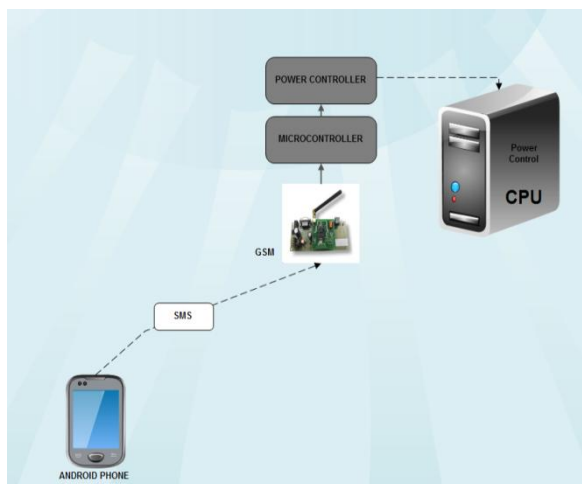 POWER CONTROLLER
MICROCONTROLLER
Power
Control
CPU
GSM
SMS
ANDROID PHONE